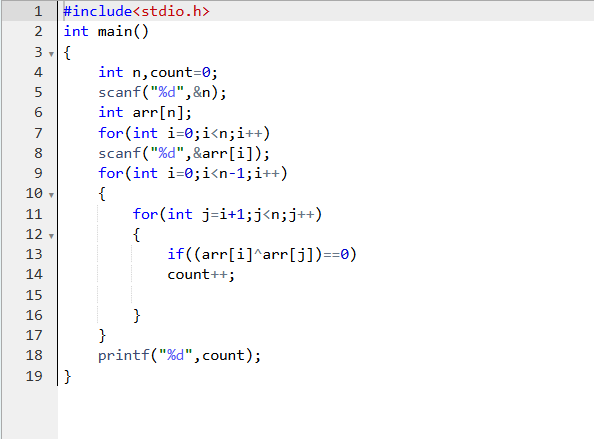 1 #include<stdio.h>
2 int main()
3 {
4 int n,count=0;
5 scanf("%d",&n);
6 int arr[n];
7 for(int i=0;i<n;i++)
8 scanf("%d",&arr[i]);
9 for(int i=0;i<n-1;i++)
10 {
11 for(int j=i+1;j<n;j++)
12 {
13 if((arr[i]^arr[j])==0)
14 count++;
15
16 }
17 }
18 printf("%d",count);
19 }